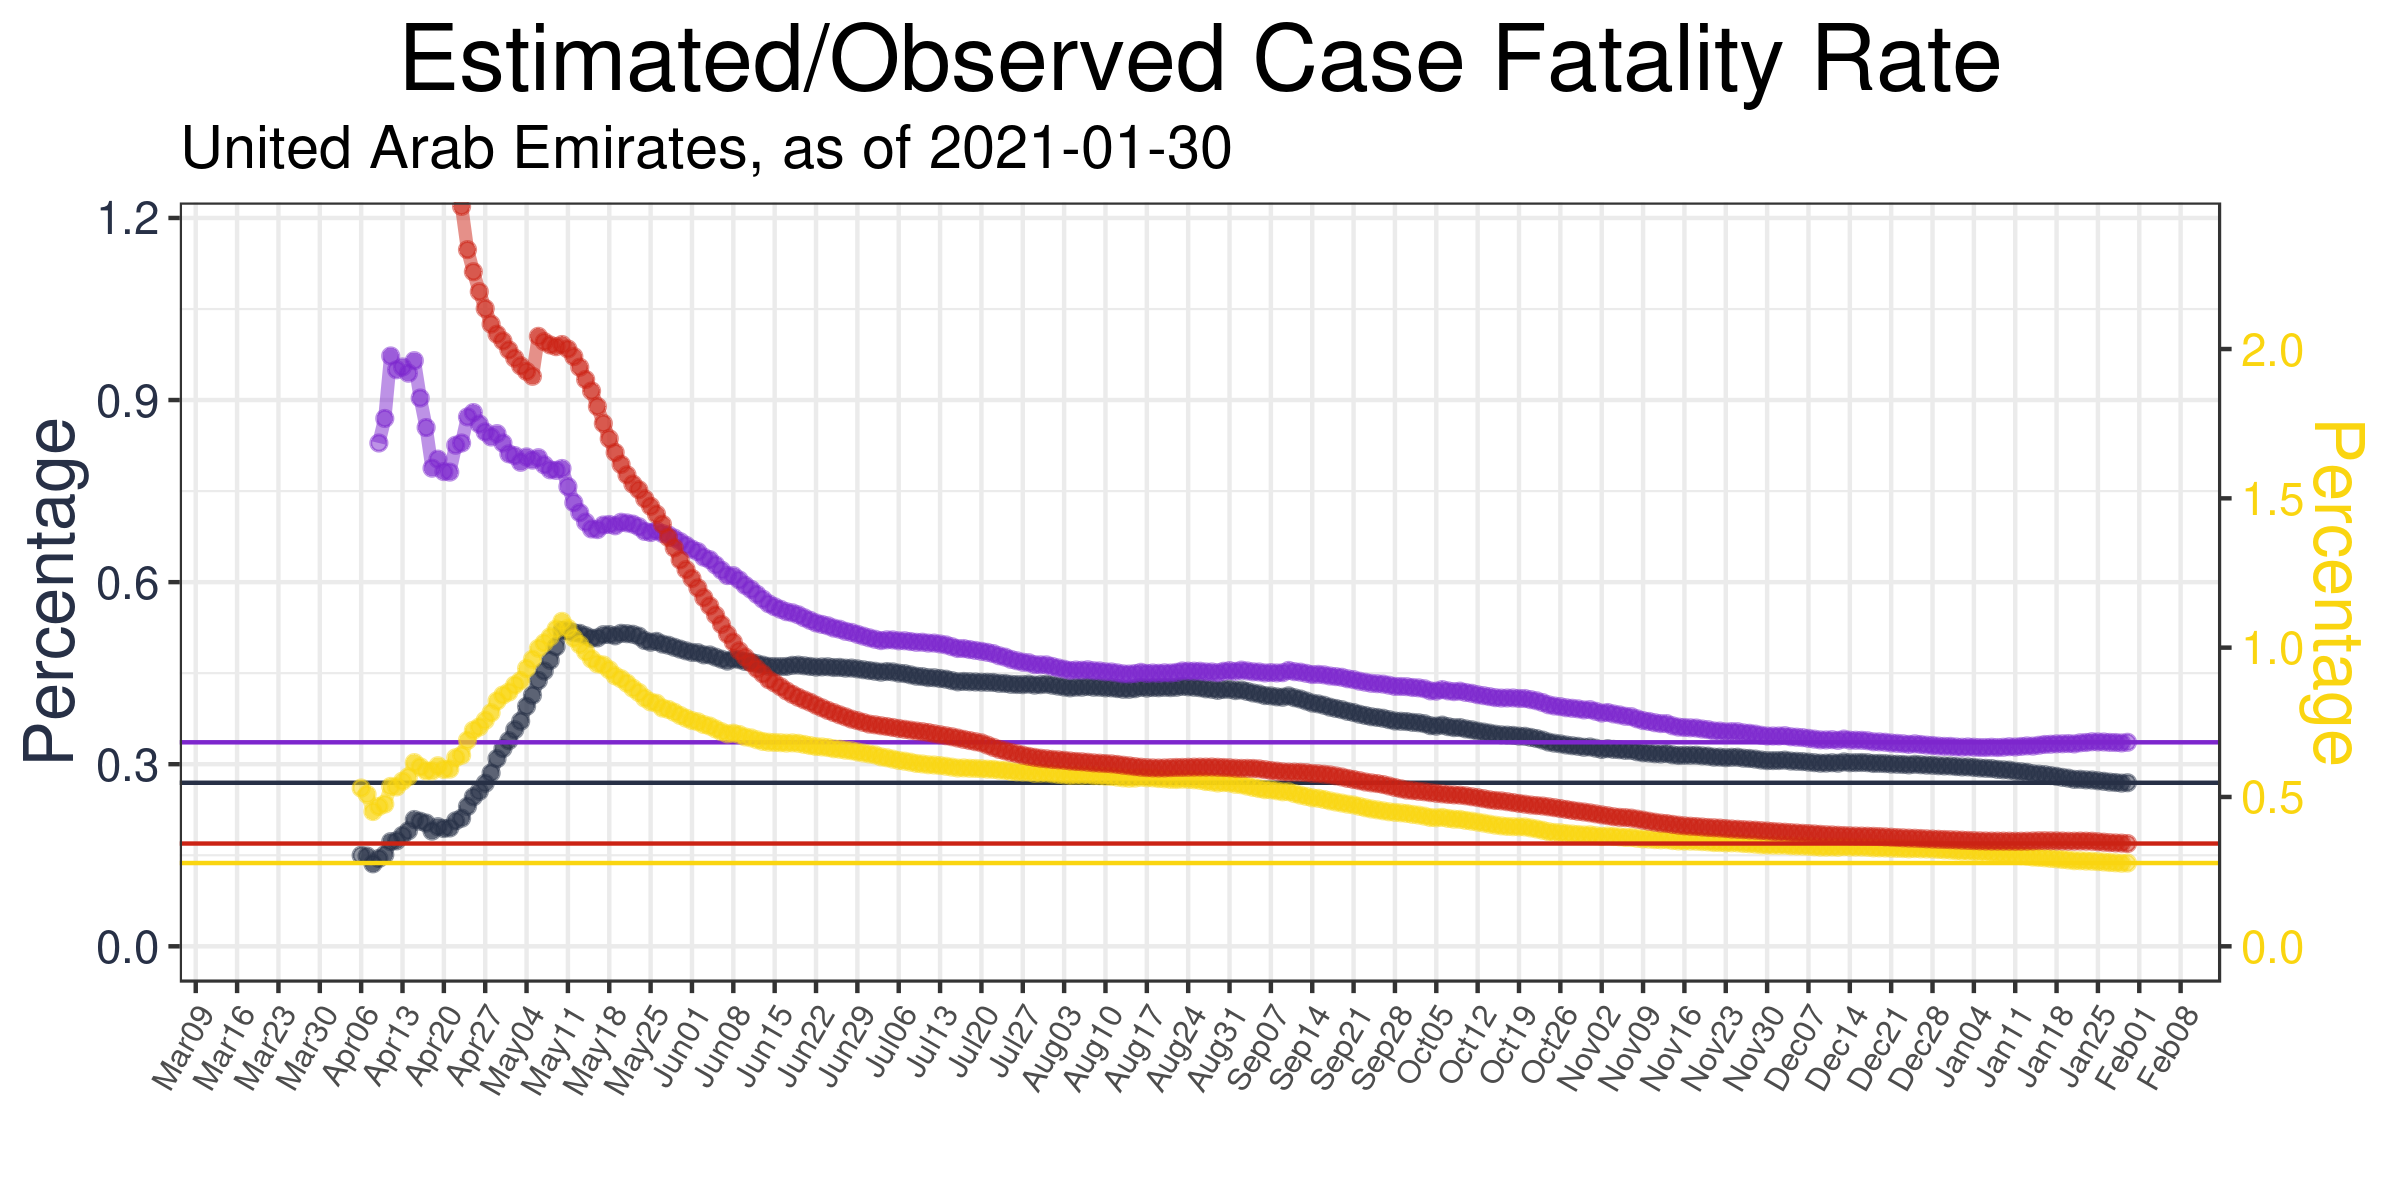 Estimated/Observed Case Fatality Rate
United Arab Emirates, as of 2021-01-30
Percentage
1.2
0.9
0.6
0.3
0.0
Percentage
2.0
1.5
1.0
0.5
0.0
Mar09 Mar16 Mar23 Mar30 Apr06 Apr13 Apr20 Apr27 May04 May11 May18 May25 Jun01 Jun08 Jun15 Jun22 Jun29 Jul06 Jul13 Jul20 Jul27 Aug03 Aug10 Aug17 Aug24 Aug31 Sep07 Sep14 Sep21 Sep28 Oct05 Oct12 Oct19 Oct26 Nov02 Nov09 Nov16 Nov23 Nov30 Dec07 Dec14 Dec21 Dec28 Jan04 Jan11 Jan18 Jan25 Feb01 Feb08